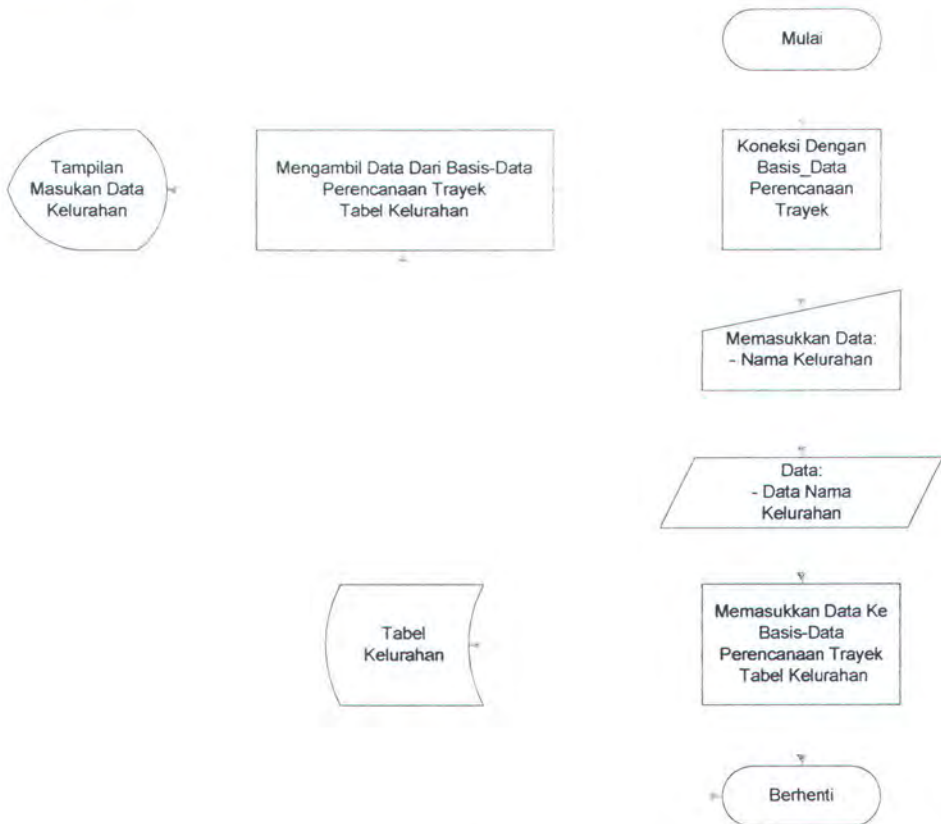 Mulai
Tampilan
Masukan Data
Kelurahan
Mengambil Data Dari Basis-Data
Perencanaan Trayek
Tabel Kelurahan
Koneksi Dengan
Basis_Data
Perencanaan
Trayek
Memasukkan Data:
- Nama Kelurahan
Data:
- Data Nama
Kelurahan
Tabel
Kelurahan
Memasukkan Data Ke
Basis-Data
Perencanaan Trayek
Tabel Kelurahan
Berhenti